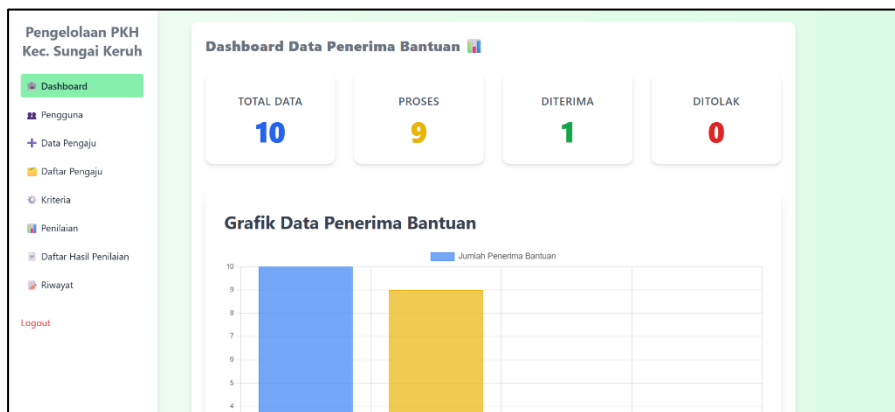 Pengelolaan PKH
Kec. Sungai Keruh
Dashboard
Pengguna
Data Pengaju
Daftar Pengaju
Kriteria
Penilaian
Daftar Hasil Penilaian
Riwayat
Logout
Dashboard Data Penerima Bantuan
TOTAL DATA
10
PROSES
9
DITERIMA
1
DITOLAK
0
Grafik Data Penerima Bantuan
Jumlah Penerima Bantuan
10
9
8
7
6
5
4